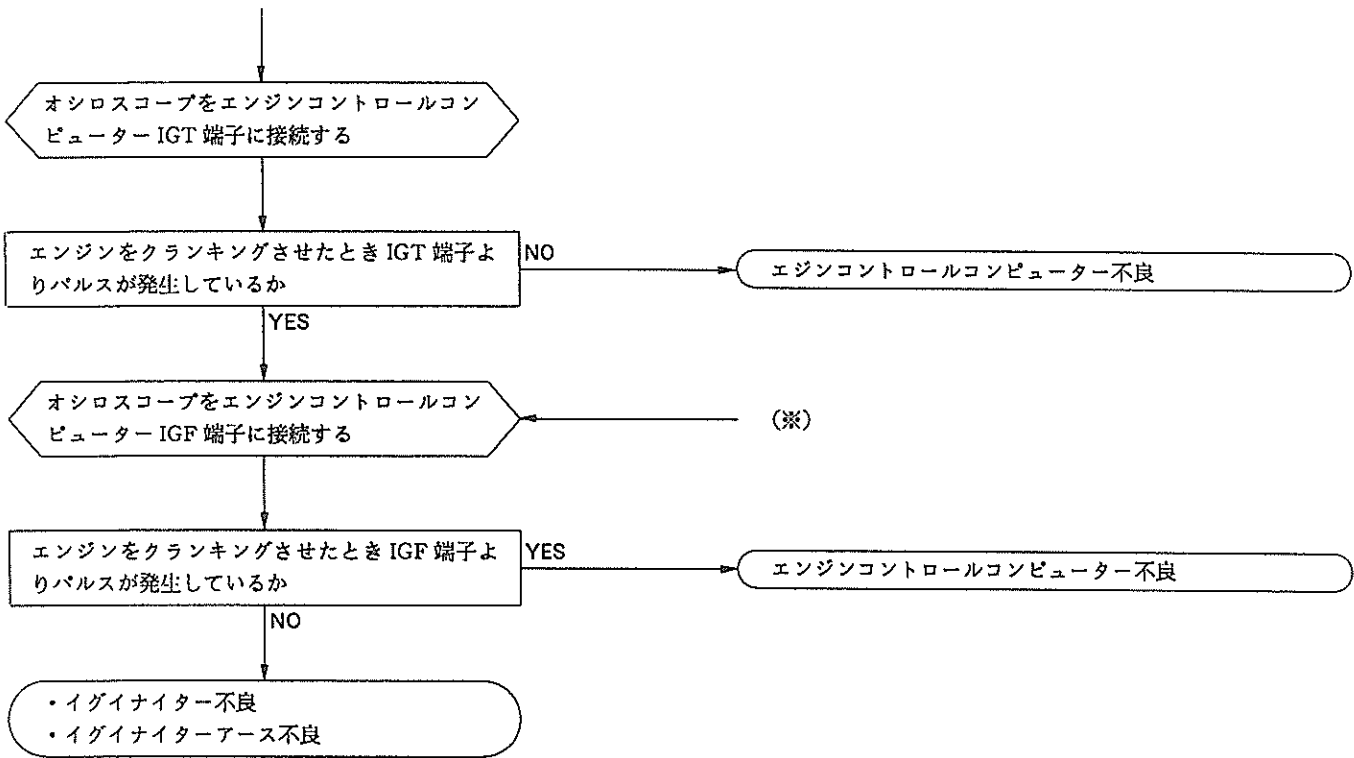 オシロスコープをエンジンコントロールコン
ピューター IGT 端子に接続する
エンジンをクランキングさせたとき IGT 端子よ
りパルスが発生しているか
NO
エジンコントロールコンピューター不良
YES
オシロスコープをエンジンコントロールコン
ピューター IGF 端子に接続する
(※)
エンジンをクランキングさせたとき IGF 端子よ
りパルスが発生しているか
YES
エンジンコントロールコンピューター不良
NO
・イグイナイター不良
・イグイナイターアース不良